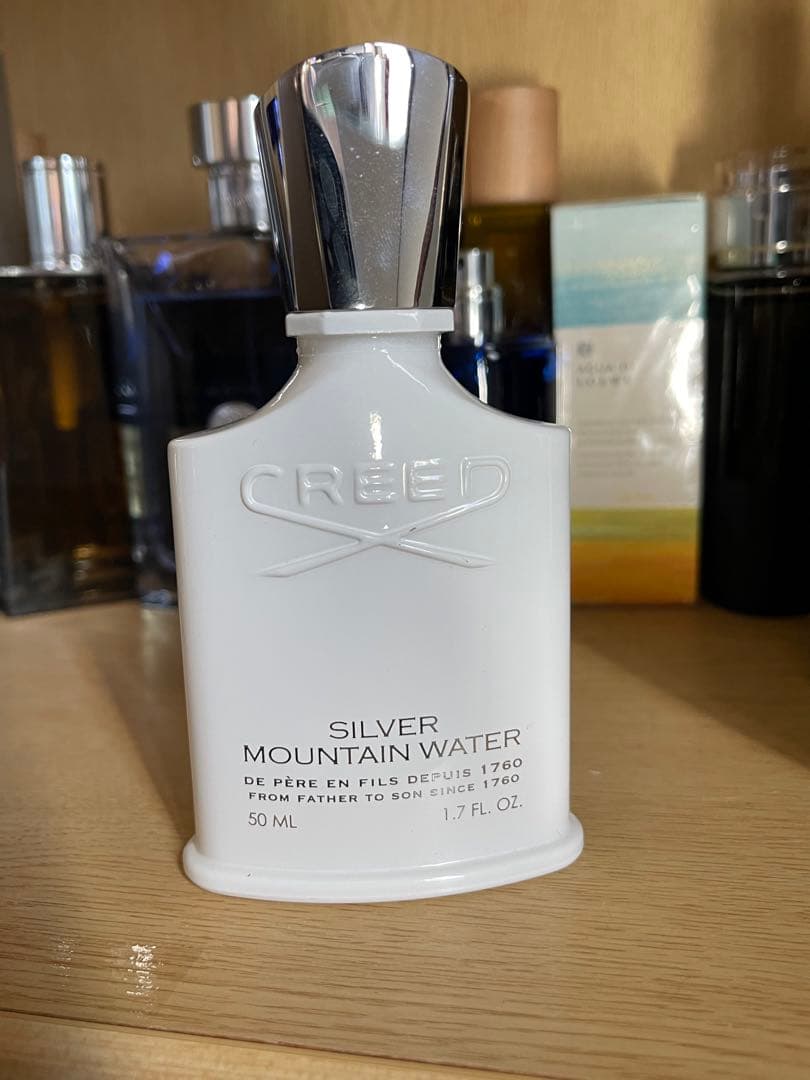 CREED
SILVER
MOUNTAIN WATER
DE PÈRE EN FILS DEPUIS 1760
FROM FATHER TO SON SINCE 1760
50 ML 1.7 FL. OZ.
AQUA